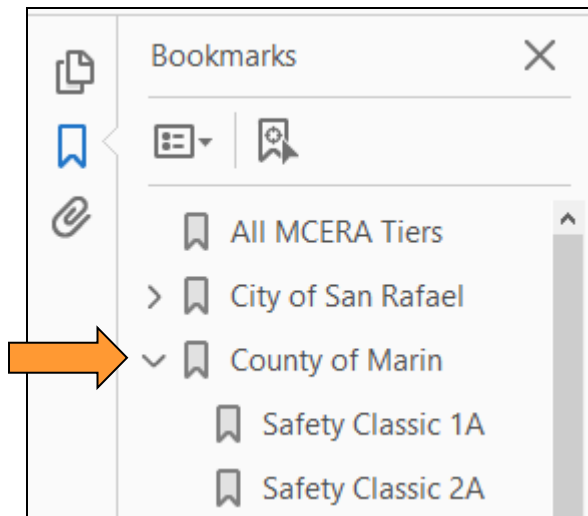 Bookmarks
All MCERA Tiers
City of San Rafael
County of Marin
Safety Classic 1A
Safety Classic 2A